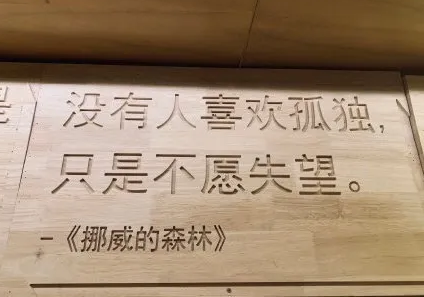 没有人喜欢孤独,
只是不愿失望。
-《挪威的森林》